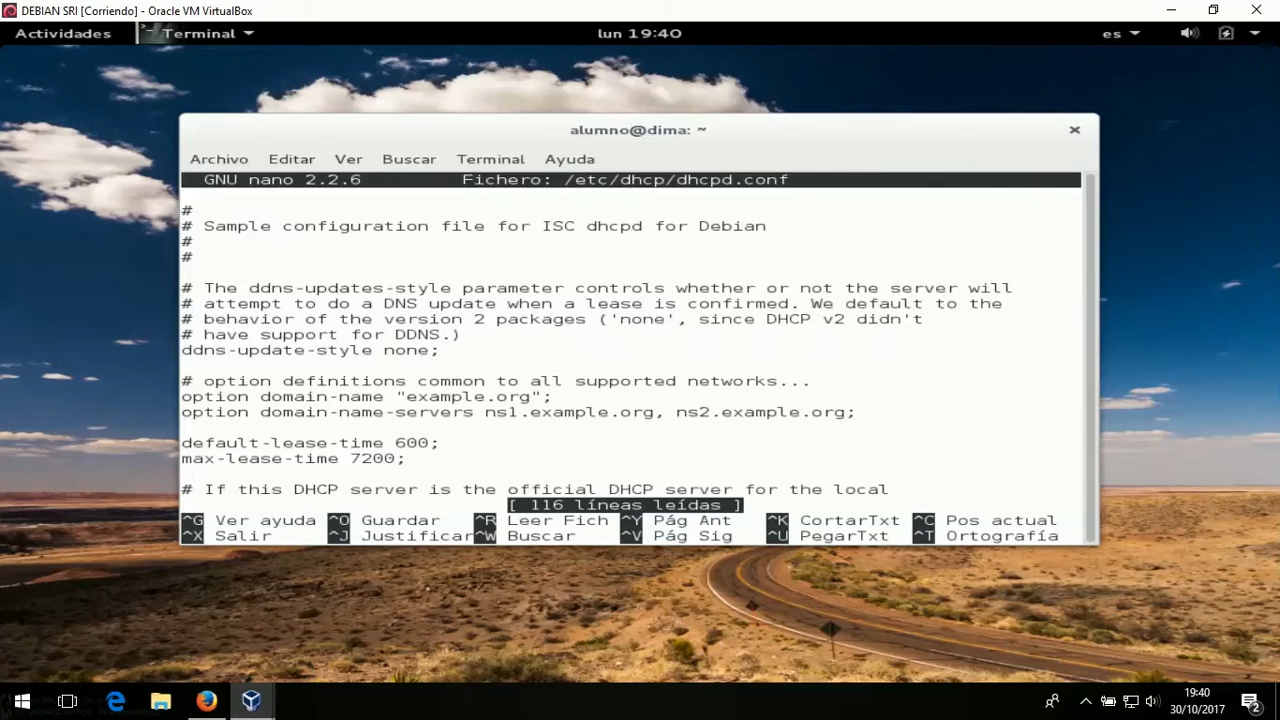 DEBIAN SRI [Corriendo] - Oracle VM VirtualBox
Actividades Terminal lun 19:40 es
alumno@dima: ~
Archivo Editar Ver Buscar Terminal Ayuda
GNU nano 2.2.6 Fichero: /etc/dhcp/dhcpd.conf
#
# Sample configuration file for ISC dhcpd for Debian
#
#
# The ddns-updates-style parameter controls whether or not the server will
# attempt to do a DNS update when a lease is confirmed. We default to the
# behavior of the version 2 packages ('none', since DHCP v2 didn't
# have support for DDNS.)
ddns-update-style none;
# option definitions common to all supported networks...
option domain-name "example.org";
option domain-name-servers ns1.example.org, ns2.example.org;
default-lease-time 600;
max-lease-time 7200;
# If this DHCP server is the official DHCP server for the local
[ 116 líneas leídas ]
^G Ver ayuda ^O Guardar ^R Leer Fich ^Y Pág Ant ^K CortarTxt ^C Pos actual
^X Salir ^J Justificar ^W Buscar ^V Pág Sig ^U PegarTxt ^T Ortografía
19:40
30/10/2017
2